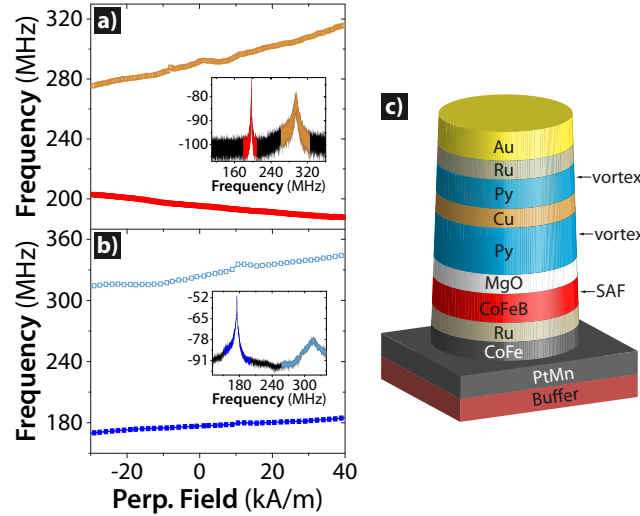 a)
Frequency (MHz)
320
280
240
200
-80
-90
-100
160
240
320
Frequency (MHz)
b)
Frequency (MHz)
360
300
240
180
-52
-65
-78
-91
180
240
300
Frequency (MHz)
-20
0
20
40
Perp. Field (kA/m)
c)
Au
Ru
Py
vortex
Cu
Py
vortex
MgO
CoFeB
SAF
Ru
CoFe
PtMn
Buffer